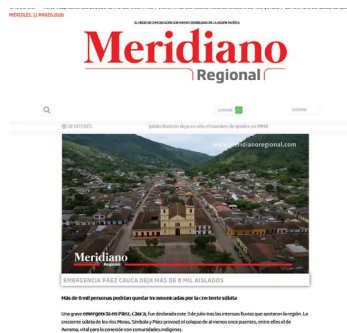 MIÉRCOLES, 11 MARZO 2026
EL MEDIO DE COMUNICACIÓN CON MAYOR CREDIBILIDAD EN LA REGIÓN PACÍFICA
Meridiano
Regional
DE INTERÉS
Julián Buitrón deja en alto el nombre de Ipiales en MMA
www.meridianoregional.com
Meridiano
Regional
EMERGENCIA PAEZ CAUCA DEJA MÁS DE 8 MIL AISLADOS
Más de 8 mil personas podrían quedar incomunicadas por la creciente súbita
Una grave emergencia en Páez, Cauca, fue declarada este 5 de julio tras las intensas lluvias que azotaron la región. La
creciente súbita de los ríos Moras, Símbola y Páez provocó el colapso de al menos once puentes, entre ellos el de
Avirama, vital para la conexión con comunidades indígenas.